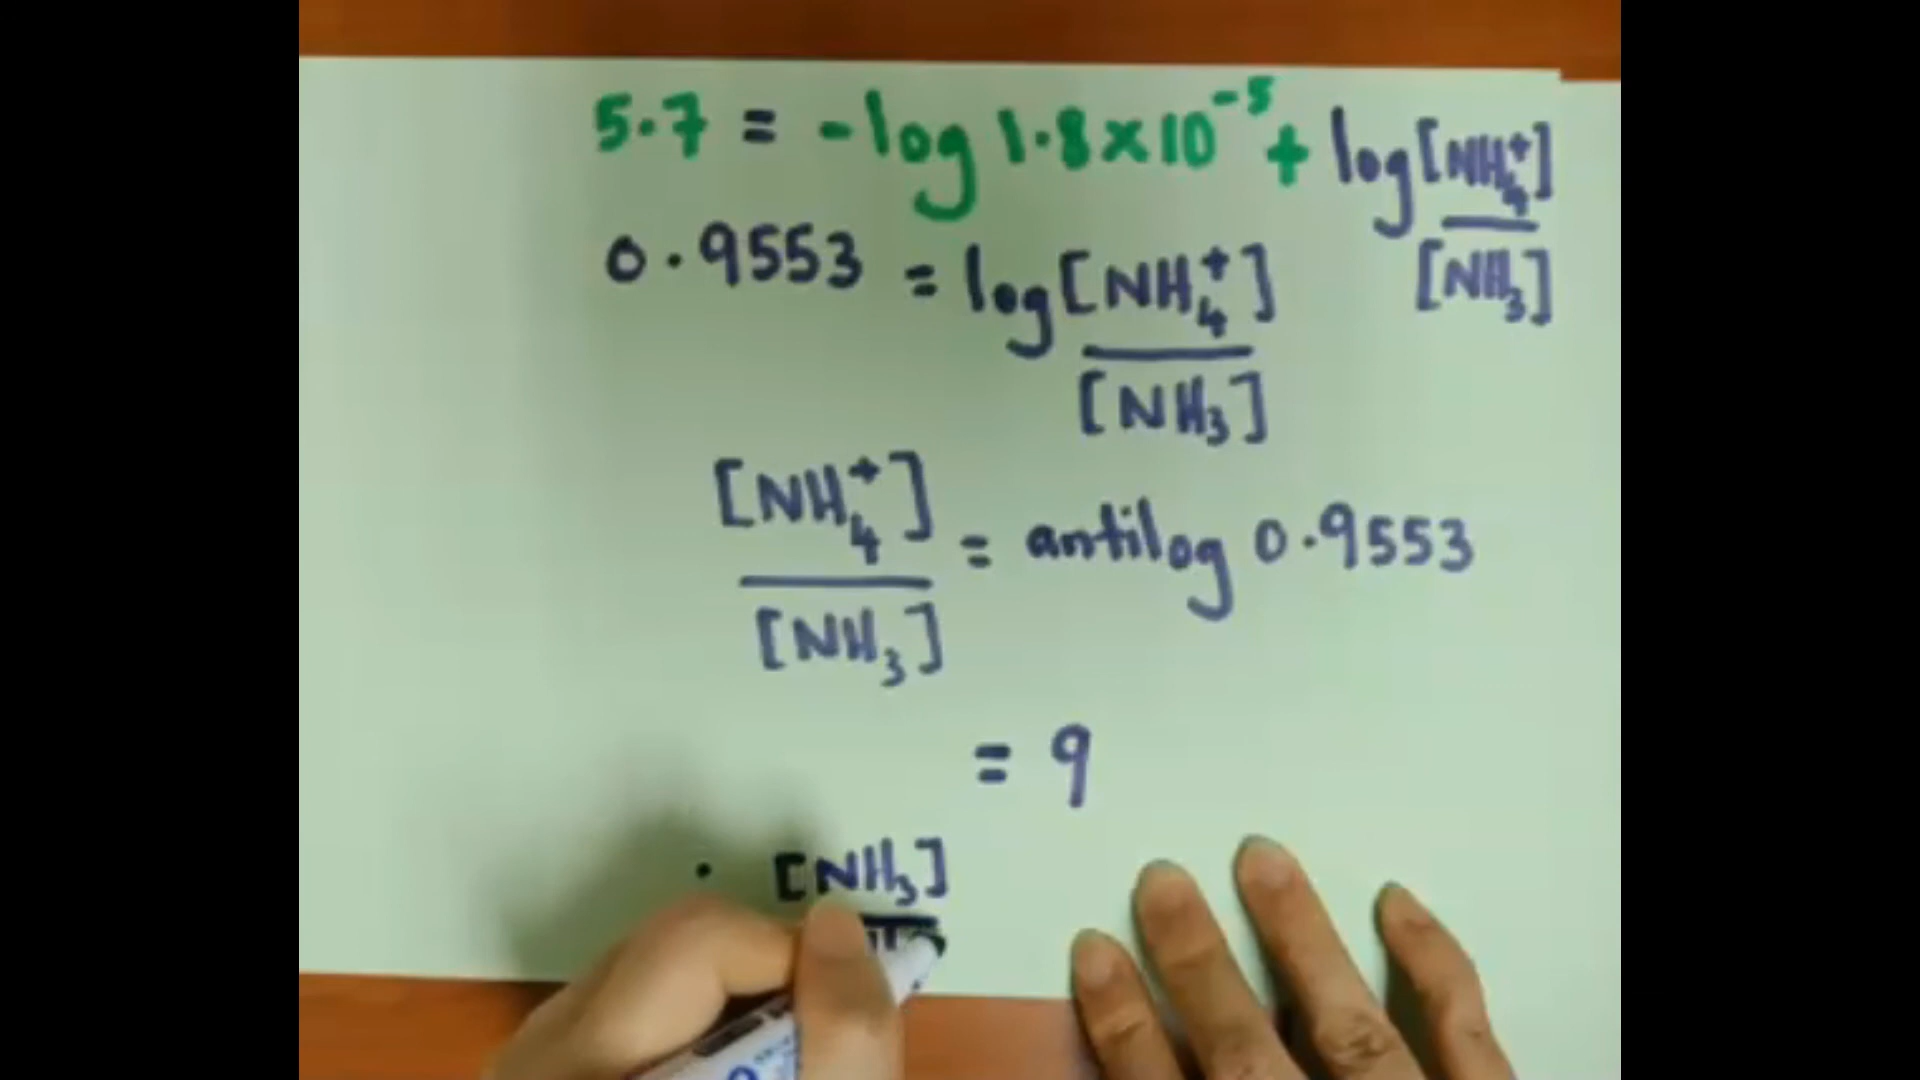 5.7 = -log 1.8×10⁻⁵ + log [NH₄⁺]
[NH₃]
0.9553 = log [NH₄⁺]
[NH₃]
[NH₄⁺] = antilog 0.9553
[NH₃]
= 9
. [NH₃]